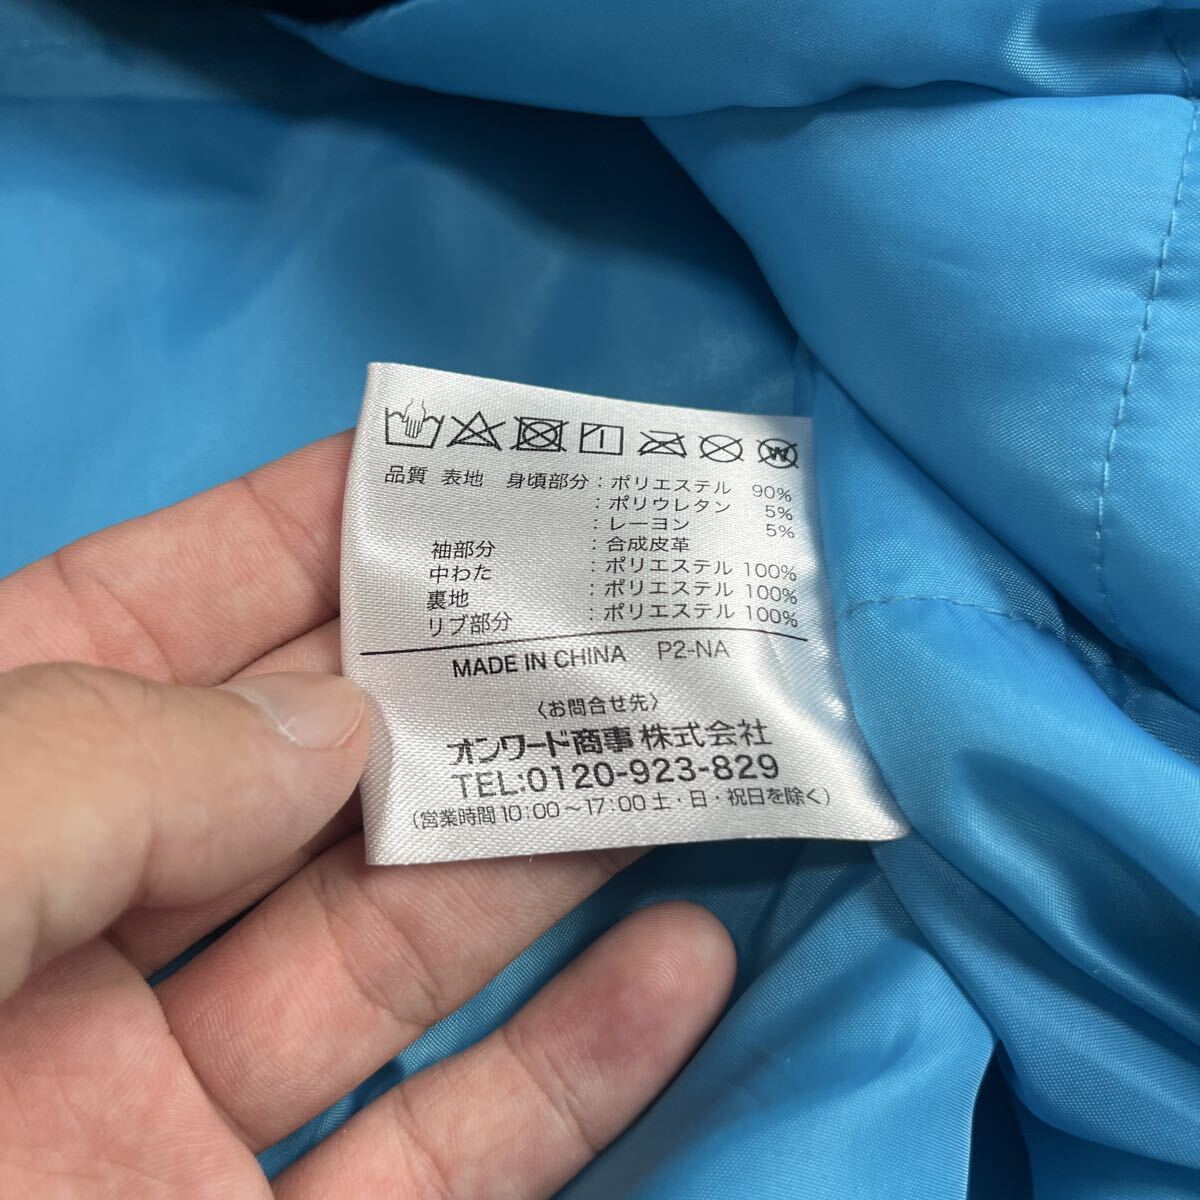 品質 表地 身頃部分 : ポリエステル 90%
: ポリウレタン 5%
: レーヨン 5%
袖部分 : 合成皮革
中わた : ポリエステル 100%
裏地 : ポリエステル 100%
リブ部分 : ポリエステル 100%
MADE IN CHINA P2-NA
〈お問合せ先〉
オンワード商事株式会社
TEL:0120-923-829
(営業時間10:00～17:00土・日・祝日を除く)